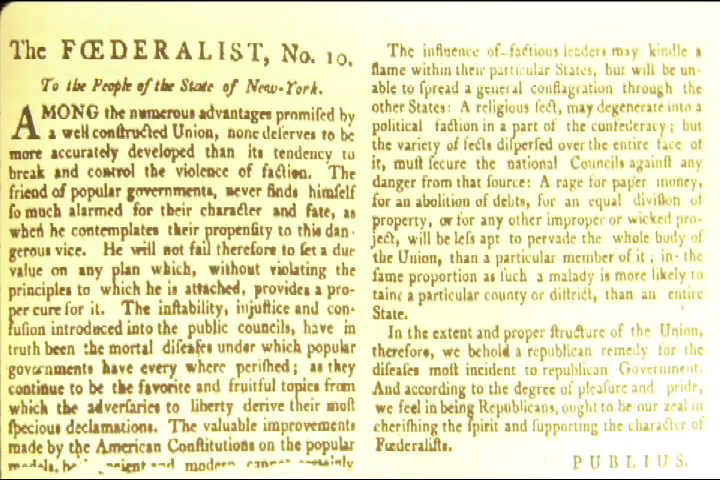 The FŒDERALIST, No. 10.
To the People of the State of New-York.
AMONG the numerous advantages promiſed by
a well conſtructed Union, none deſerves to be
more accurately developed than its tendency to
break and control the violence of faction. The
friend of popular governments, never finds himſelf
ſo much alarmed for their character and fate, as
when he contemplates their propenſity to this dan-
gerous vice. He will not fail therefore to ſet a due
value on any plan which, without violating the
principles to which he is attached, provides a pro-
per cure for it. The inſtability, injuſtice and con-
fuſion introduced into the public councils, have in
truth been the mortal diſeaſes under which popular
governments have every where periſhed; as they
continue to be the favorite and fruitful topics from
which the adverſaries to liberty derive their moſt
ſpecious declamations. The valuable improvements
made by the American Conſtitutions on the popular
models, both ancient and modern cannot certainly
The influence of factious leaders may kindle a
flame within their particular States, but will be un-
able to ſpread a general conflagration through the
other States: A religious ſect, may degenerate into a
political faction in a part of the confederacy; but
the variety of ſects diſperſed over the entire face of
it, muſt ſecure the national Councils againſt any
danger from that ſource: A rage for paper money,
for an abolition of debts, for an equal diviſion of
property, or for any other improper or wicked pro-
ject, will be leſs apt to pervade the whole body of
the Union, than a particular member of it; in the
ſame proportion as ſuch a malady is more likely to
taint a particular county or diſtrict, than an entire
State.
In the extent and proper ſtructure of the Union,
therefore, we behold a republican remedy for the
diſeaſes moſt incident to republican Government.
And according to the degree of pleaſure and pride,
we feel in being Republicans, ought to be our zeal in
cheriſhing the ſpirit and ſupporting the character of
Fœderaliſts.
PUBLIUS.